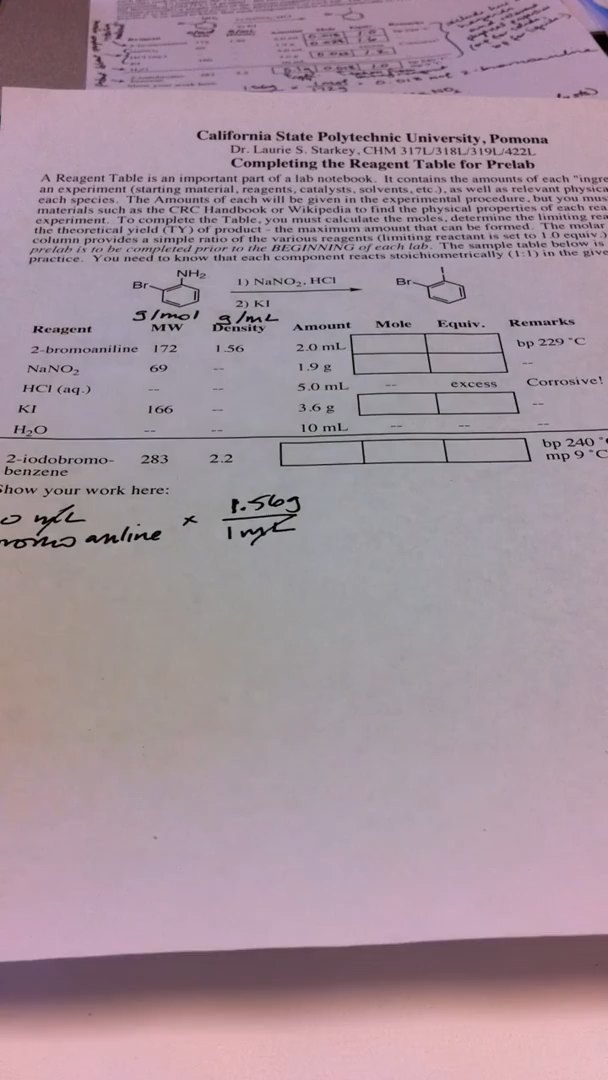 California State Polytechnic University, Pomona
Dr. Laurie S. Starkey, CHM 317L/318L/319L/422L
Completing the Reagent Table for Prelab
A Reagent Table is an important part of a lab notebook. It contains the amounts of each "ingre
an experiment (starting material, reagents, catalysts, solvents, etc.), as well as relevant physica
each species. The Amounts of each will be given in the experimental procedure, but you mus
materials such as the CRC Handbook or Wikipedia to find the physical properties of each rea
experiment. To complete the Table, you must calculate the moles, determine the limiting rea
the theoretical yield (TY) of product - the maximum amount that can be formed. The molar
column provides a simple ratio of the various reagents (limiting reactant is set to 1.0 equiv.)
prelab is to be completed prior to the BEGINNING of each lab. The sample table below is
practice. You need to know that each component reacts stoichiometrically (1:1) in the give
NH₂
Br
1) NaNO₂, HCl
2) KI
Br
I
g/mol g/mL
Reagent MW Density Amount Mole Equiv. Remarks
2-bromoaniline 172 1.56 2.0 mL bp 229 °C
NaNO₂ 69 -- 1.9 g --
HCl (aq.) -- -- 5.0 mL -- excess Corrosive!
KI 166 -- 3.6 g --
H₂O -- -- 10 mL -- -- --
2-iodobromo- 283 2.2 bp 240 °
benzene mp 9 °C
Show your work here:
0 mL × 1.56g
romo anline 1 mL